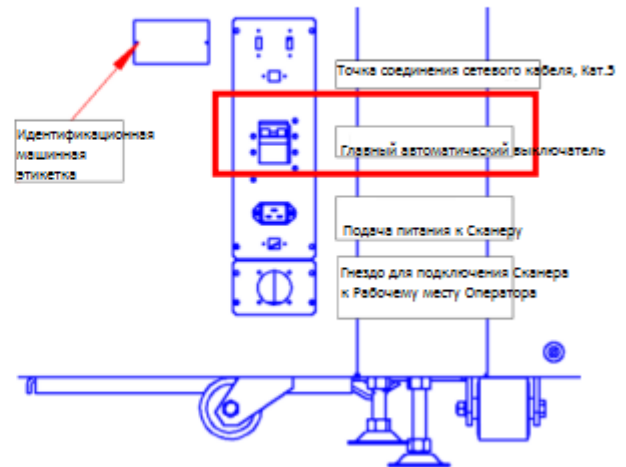 Точка соединения сетевого кабеля, Кат.5
Идентификационная
машинная
этикетка
Главный автоматический выключатель
Подача питания к Сканеру
Гнездо для подключения Сканера
к Рабочему месту Оператора